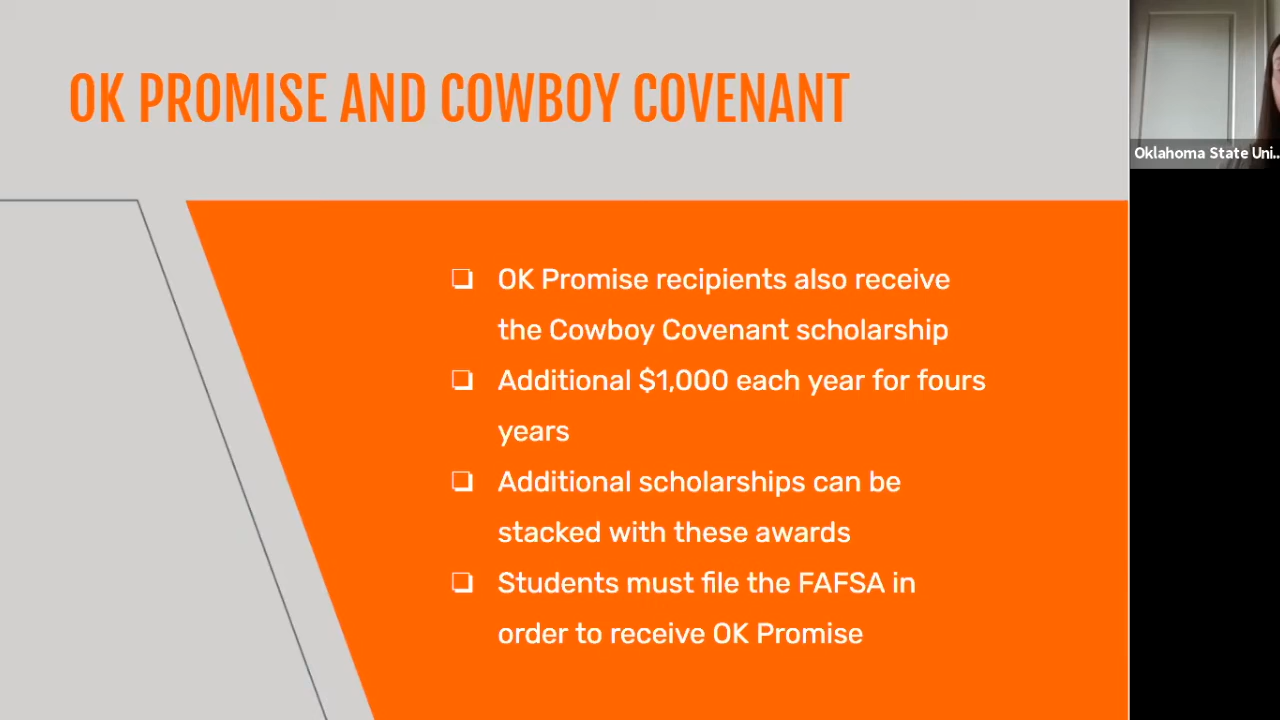 OK PROMISE AND COWBOY COVENANT
Oklahoma State Uni...
❏ OK Promise recipients also receive
the Cowboy Covenant scholarship
❏ Additional $1,000 each year for fours
years
❏ Additional scholarships can be
stacked with these awards
❏ Students must file the FAFSA in
order to receive OK Promise